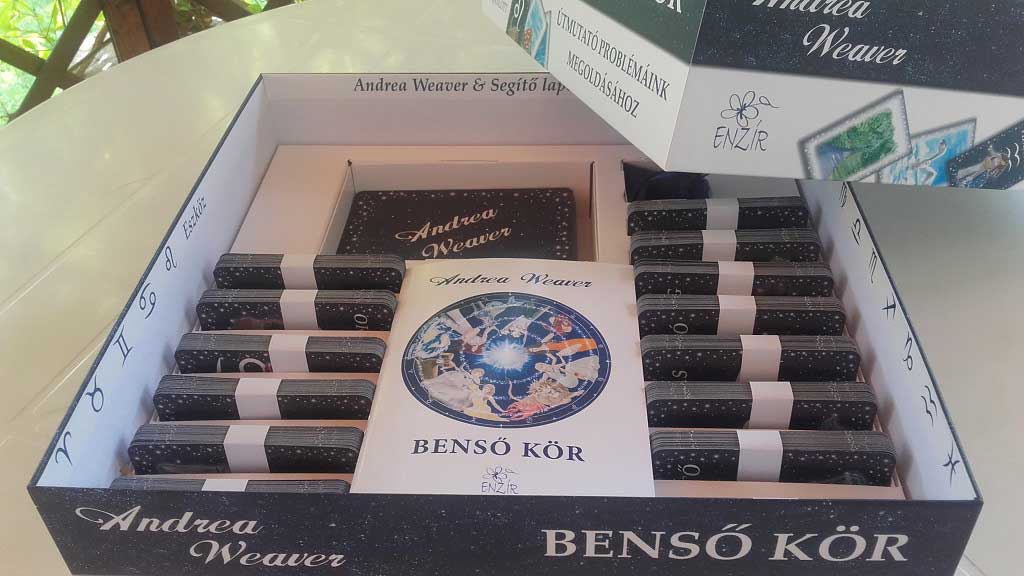 Andrea
Weaver
ÚTMUTATÓ PROBLÉMÁINK
MEGOLDÁSÁHOZ
ENZÍR
Andrea Weaver & Segítő
Eszköz
Andrea
Weaver
Andrea Weaver
BENSŐ KÖR
ENZÍR
Andrea
Weaver
BENSŐ KÖR